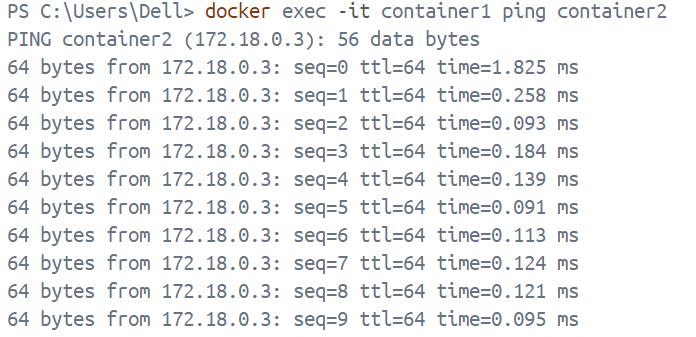 PS C:\Users\Dell> docker exec -it container1 ping container2
PING container2 (172.18.0.3): 56 data bytes
64 bytes from 172.18.0.3: seq=0 ttl=64 time=1.825 ms
64 bytes from 172.18.0.3: seq=1 ttl=64 time=0.258 ms
64 bytes from 172.18.0.3: seq=2 ttl=64 time=0.093 ms
64 bytes from 172.18.0.3: seq=3 ttl=64 time=0.184 ms
64 bytes from 172.18.0.3: seq=4 ttl=64 time=0.139 ms
64 bytes from 172.18.0.3: seq=5 ttl=64 time=0.091 ms
64 bytes from 172.18.0.3: seq=6 ttl=64 time=0.113 ms
64 bytes from 172.18.0.3: seq=7 ttl=64 time=0.124 ms
64 bytes from 172.18.0.3: seq=8 ttl=64 time=0.121 ms
64 bytes from 172.18.0.3: seq=9 ttl=64 time=0.095 ms